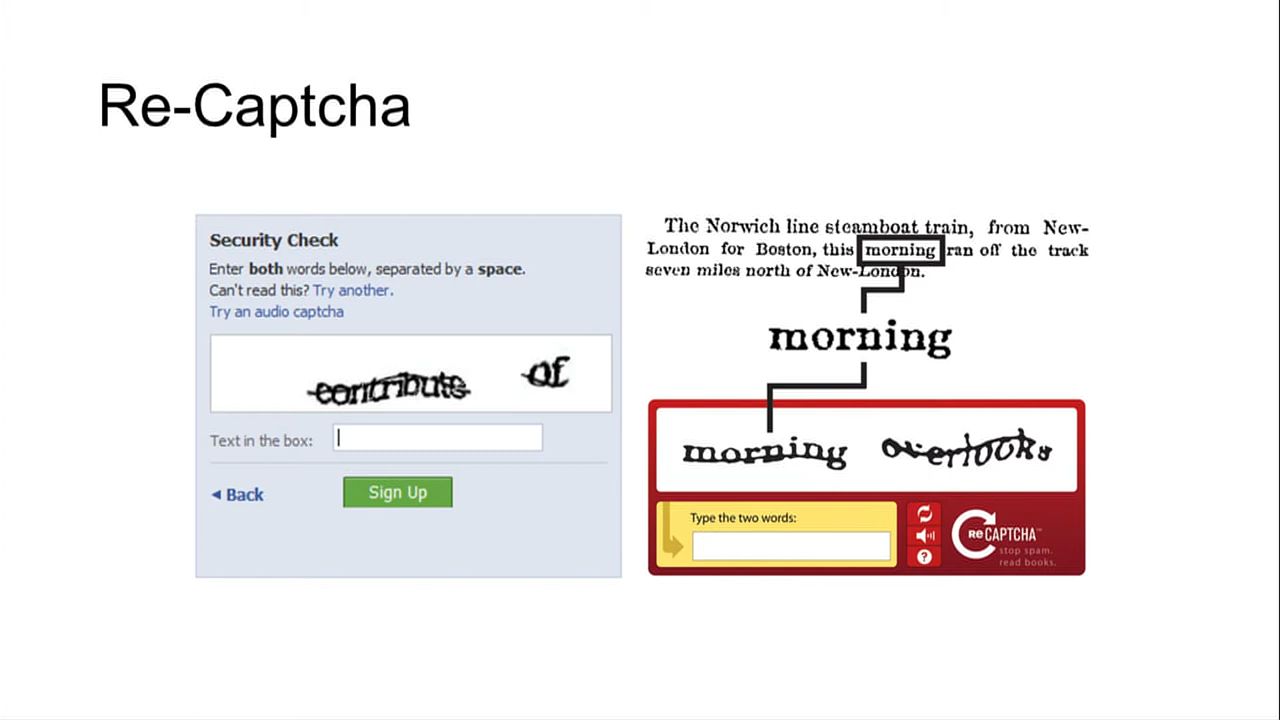 Re-Captcha
Security Check
Enter both words below, separated by a space.
Can't read this? Try another.
Try an audio captcha
contribute of
Text in the box:
Back
Sign Up
The Norwich line steamboat train, from New-
London for Boston, this morning ran off the track
seven miles north of New-London.
morning
morning overlooks
Type the two words:
ReCAPTCHA™
stop spam.
read books.